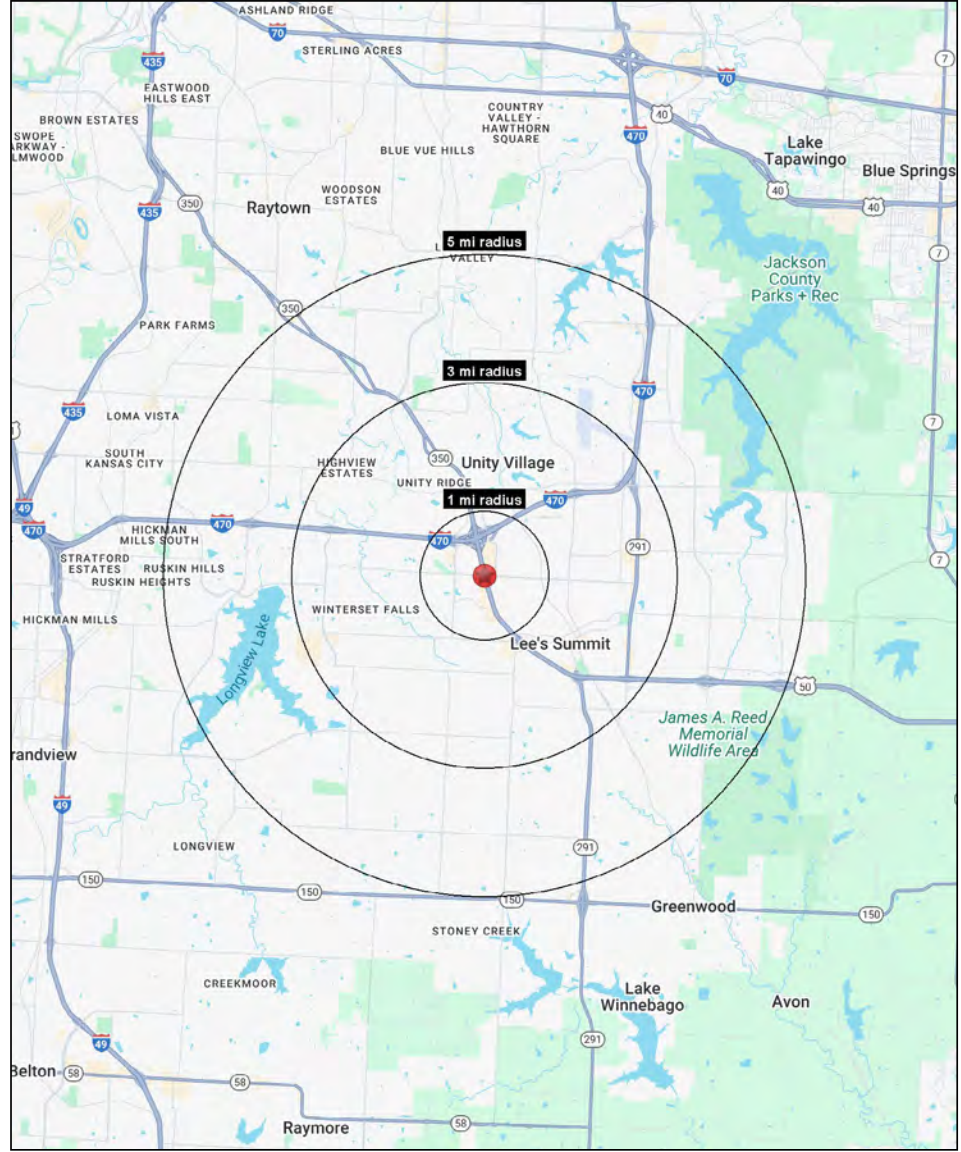 ASHLAND RIDGE
70
STERLING ACRES
435
7
70
EASTWOOD
HILLS EAST
COUNTRY
VALLEY -
HAWTHORN
SQUARE
40
BROWN ESTATES
SWOPE
ARKWAY -
LMWOOD
470
Lake
Tapawingo
BLUE VUE HILLS
Blue Springs
WOODSON
ESTATES
40
350
435
Raytown
40
5 mi radius
L
VALLEY
7
Jackson
County
Parks + Rec
350
PARK FARMS
3 mi radius
470
435
LOMA VISTA
7
SOUTH
KANSAS CITY
HIGHVIEW
ESTATES
350
Unity Village
UNITY RIDGE
1 mi radius
470
49
470
HICKMAN
MILLS SOUTH
470
470
291
STRATFORD
ESTATES
RUSKIN HILLS
RUSKIN HEIGHTS
7
WINTERSET FALLS
HICKMAN MILLS
Longview Lake
Lee's Summit
50
James A. Reed
Memorial
Wildlife Area
randview
49
LONGVIEW
291
150
150
150
Greenwood
150
STONEY CREEK
CREEKMOOR
Lake
Winnebago
Avon
49
291
Belton
58
58
58
Raymore